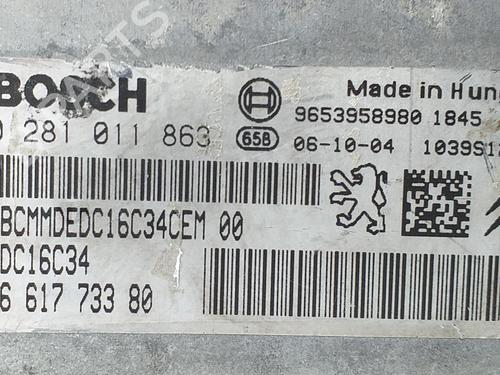 BOSCH
Made in Hun
281 011 863
65B
9653958980 1845
06-10-04 1039S1
BCMMDEDC16C34CEM 00
DC16C34
6 617 733 80
PARTS